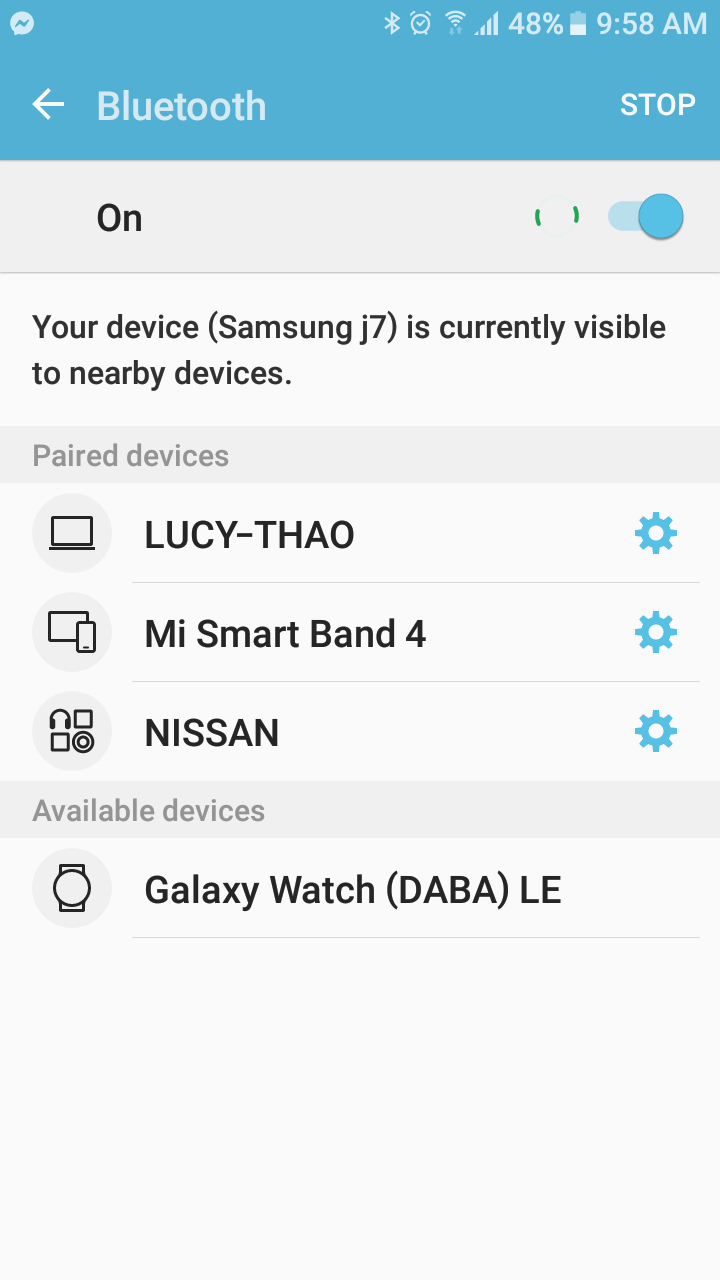 48% 9:58 AM
Bluetooth STOP
On
Your device (Samsung j7) is currently visible
to nearby devices.
Paired devices
LUCY-THAO
Mi Smart Band 4
NISSAN
Available devices
Galaxy Watch (DABA) LE